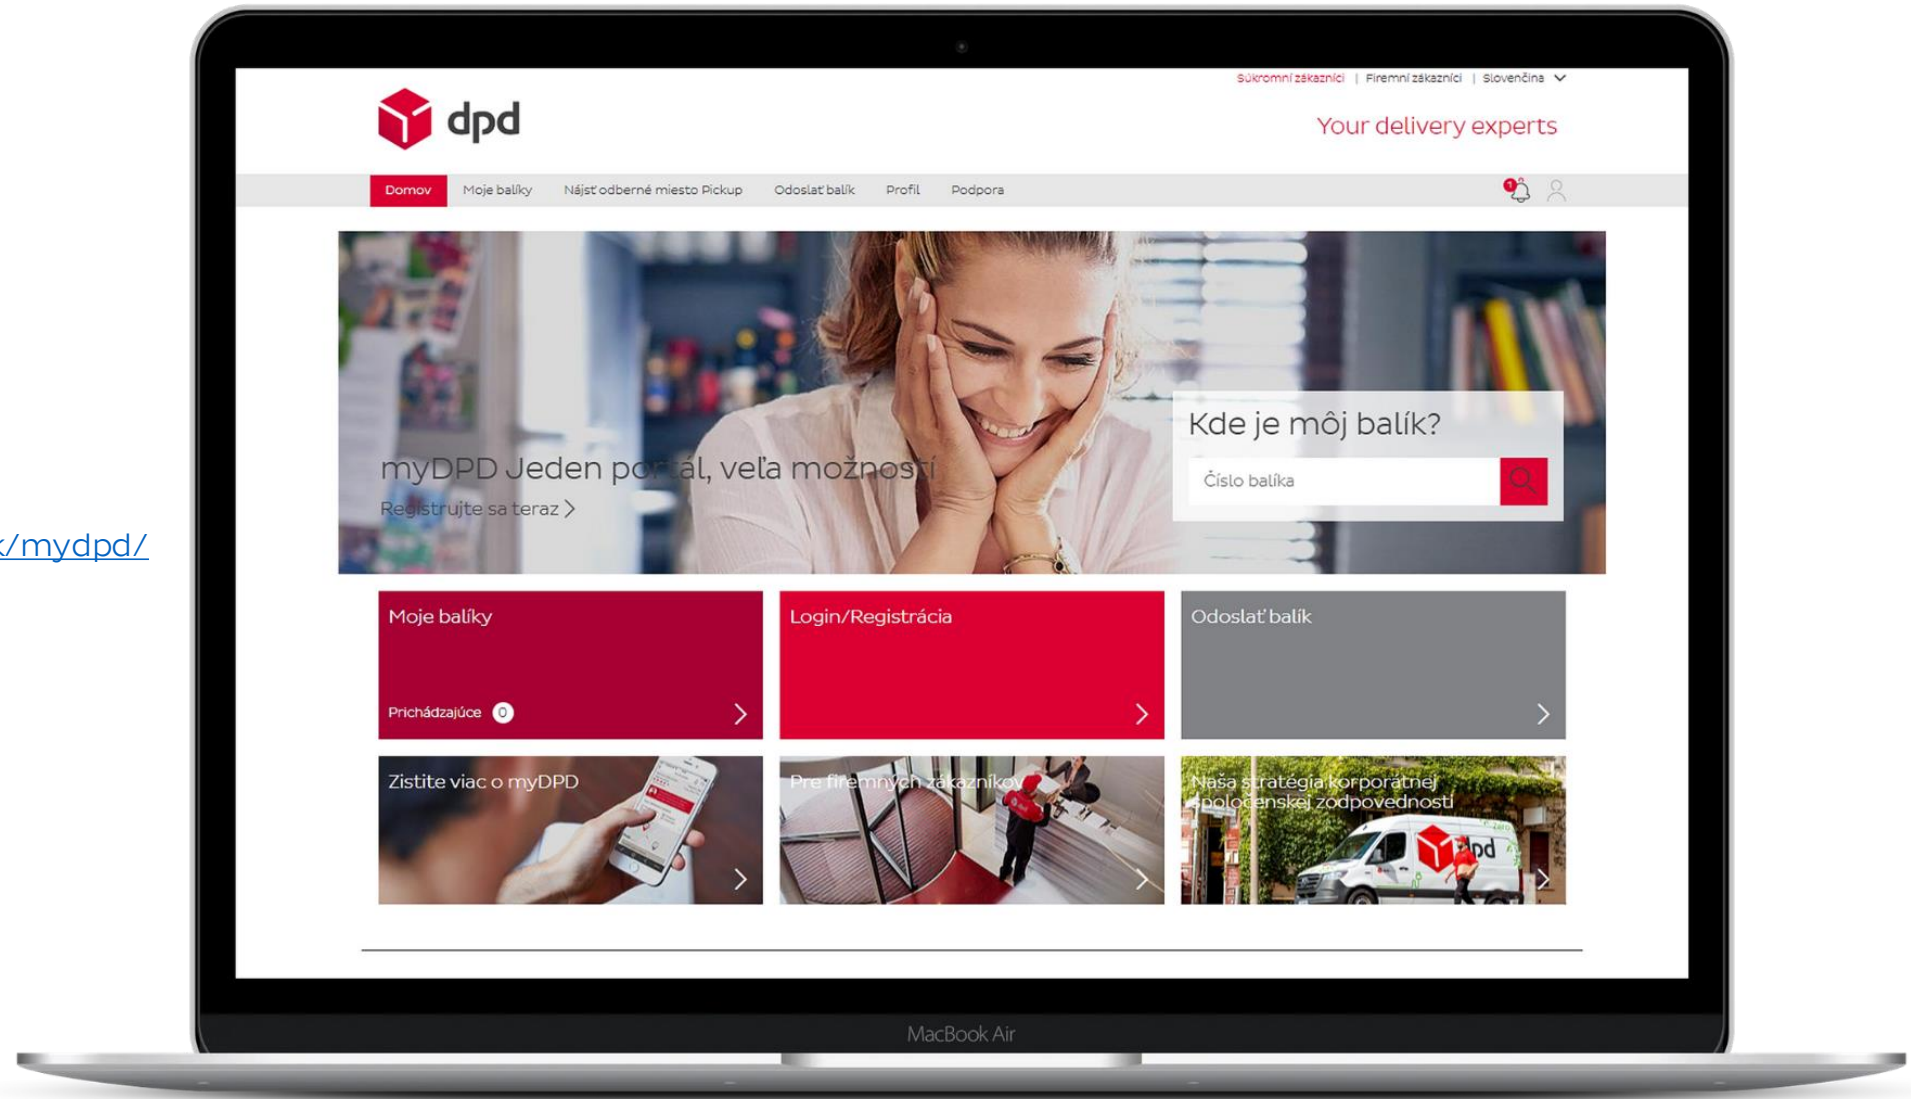 Súkromní zákazníci | Firemní zákazníci | Slovenčina
dpd
Your delivery experts
Domov Moje balíky Nájsť odberné miesto Pickup Odoslať balík Profil Podpora 1
Kde je môj balík?
myDPD Jeden portál, veľa možností
Číslo balíka
Registrujte sa teraz >
k/mydpd/
Moje balíky
Login/Registrácia
Odoslať balík
Prichádzajúce 0
Zistite viac o myDPD
Pre firemných zákazníkov
Naša stratégia korporátnej
spoločenskej zodpovednosti
dpd
MacBook Air